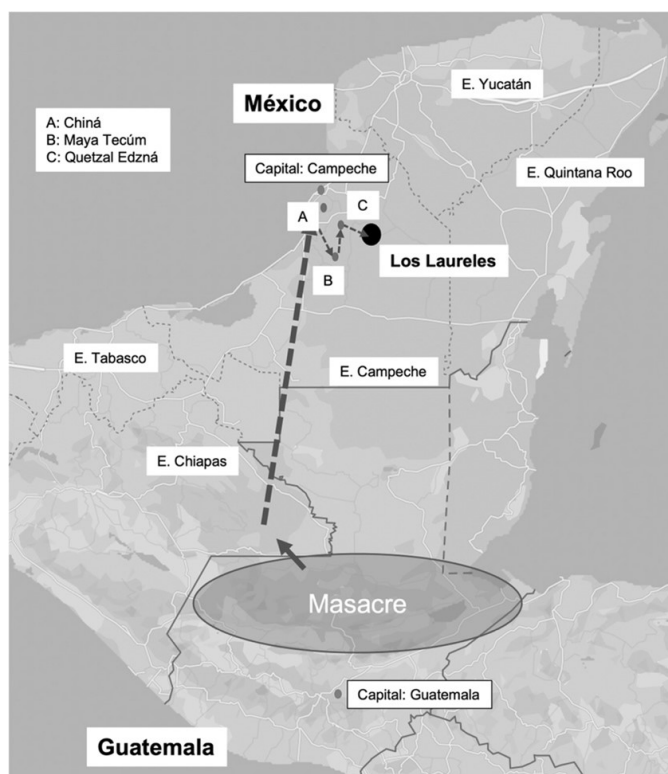 E. Yucatán
México
A: Chiná
B: Maya Tecúm
C: Quetzal Edzná
E. Quintana Roo
Capital: Campeche
A
C
Los Laureles
B
E. Tabasco
E. Campeche
E. Chiapas
Masacre
Capital: Guatemala
Guatemala